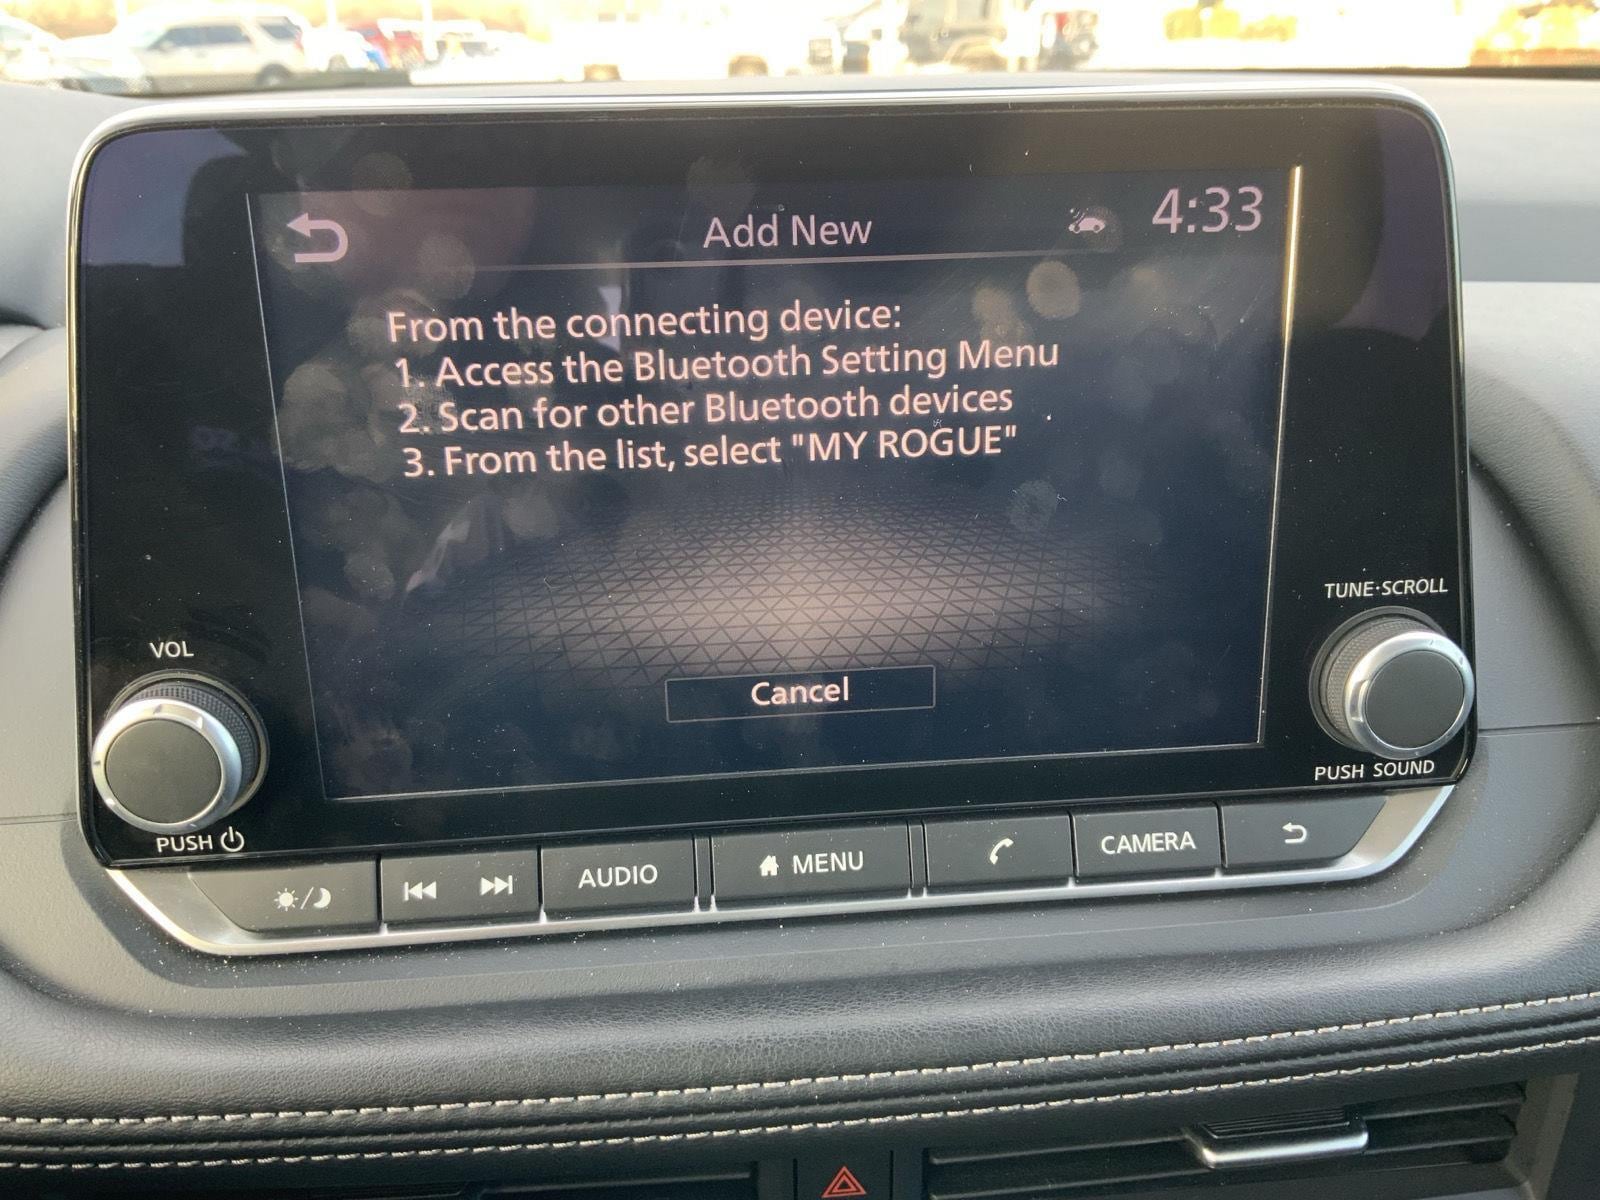 Add New
4:33
From the connecting device:
1. Access the Bluetooth Setting Menu
2. Scan for other Bluetooth devices
3. From the list, select "MY ROGUE"
Cancel
VOL
PUSH
TUNE·SCROLL
PUSH SOUND
AUDIO
MENU
CAMERA